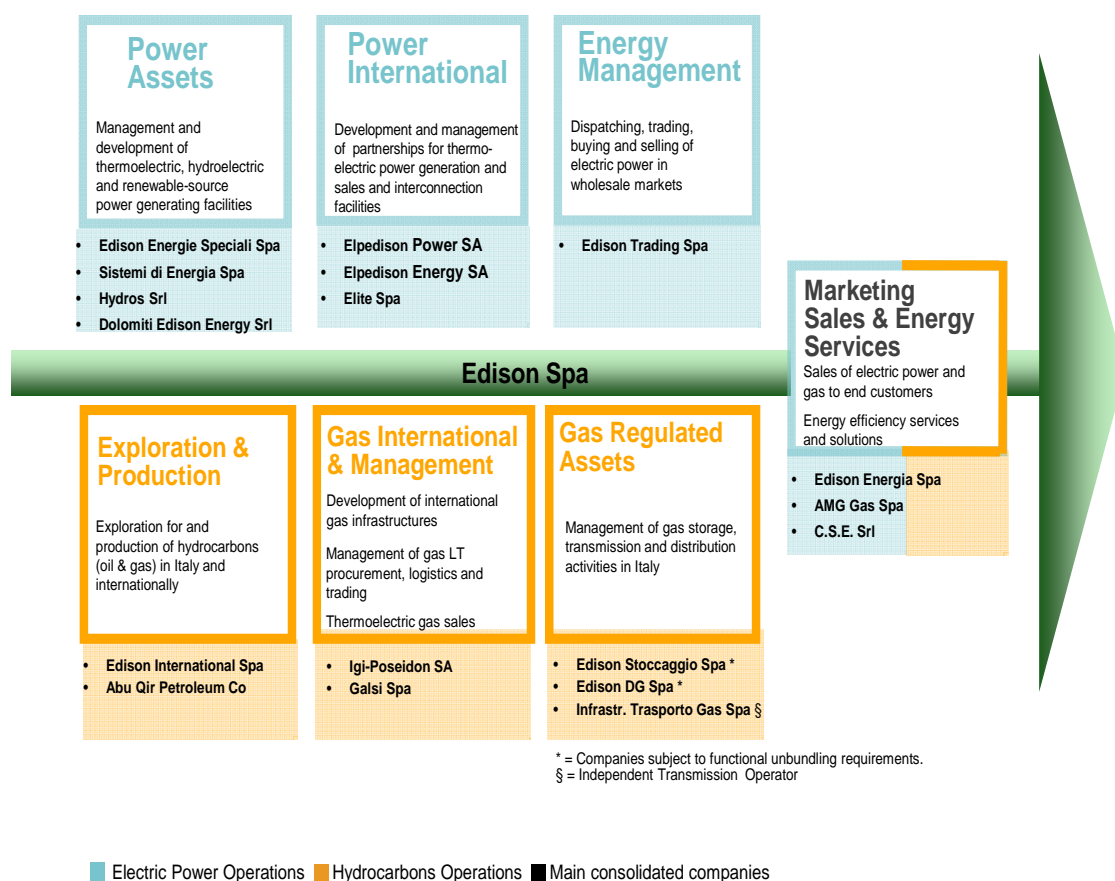 Power
Assets
Management and
development of
thermoelectric, hydroelectric
and renewable-source
power generating facilities
• Edison Energie Speciali Spa
• Sistemi di Energia Spa
• Hydros Srl
• Dolomiti Edison Energy Srl
Power
International
Development and management
of partnerships for thermo-
electric power generation and
sales and interconnection
facilities
• Elpedison Power SA
• Elpedison Energy SA
• Elite Spa
Energy
Management
Dispatching, trading,
buying and selling of
electric power in
wholesale markets
• Edison Trading Spa
Marketing
Sales & Energy
Services
Sales of electric power and
gas to end customers
Energy efficiency services
and solutions
• Edison Energia Spa
• AMG Gas Spa
• C.S.E. Srl
Edison Spa
Exploration &
Production
Exploration for and
production of hydrocarbons
(oil & gas) in Italy and
internationally
• Edison International Spa
• Abu Qir Petroleum Co
Gas International
& Management
Development of international
gas infrastructures
Management of gas LT
procurement, logistics and
trading
Thermoelectric gas sales
• Igi-Poseidon SA
• Galsi Spa
Gas Regulated
Assets
Management of gas storage,
transmission and distribution
activities in Italy
• Edison Stoccaggio Spa *
• Edison DG Spa *
• Infrastr. Trasporto Gas Spa §
* = Companies subject to functional unbundling requirements.
§ = Independent Transmission Operator
Electric Power Operations Hydrocarbons Operations Main consolidated companies